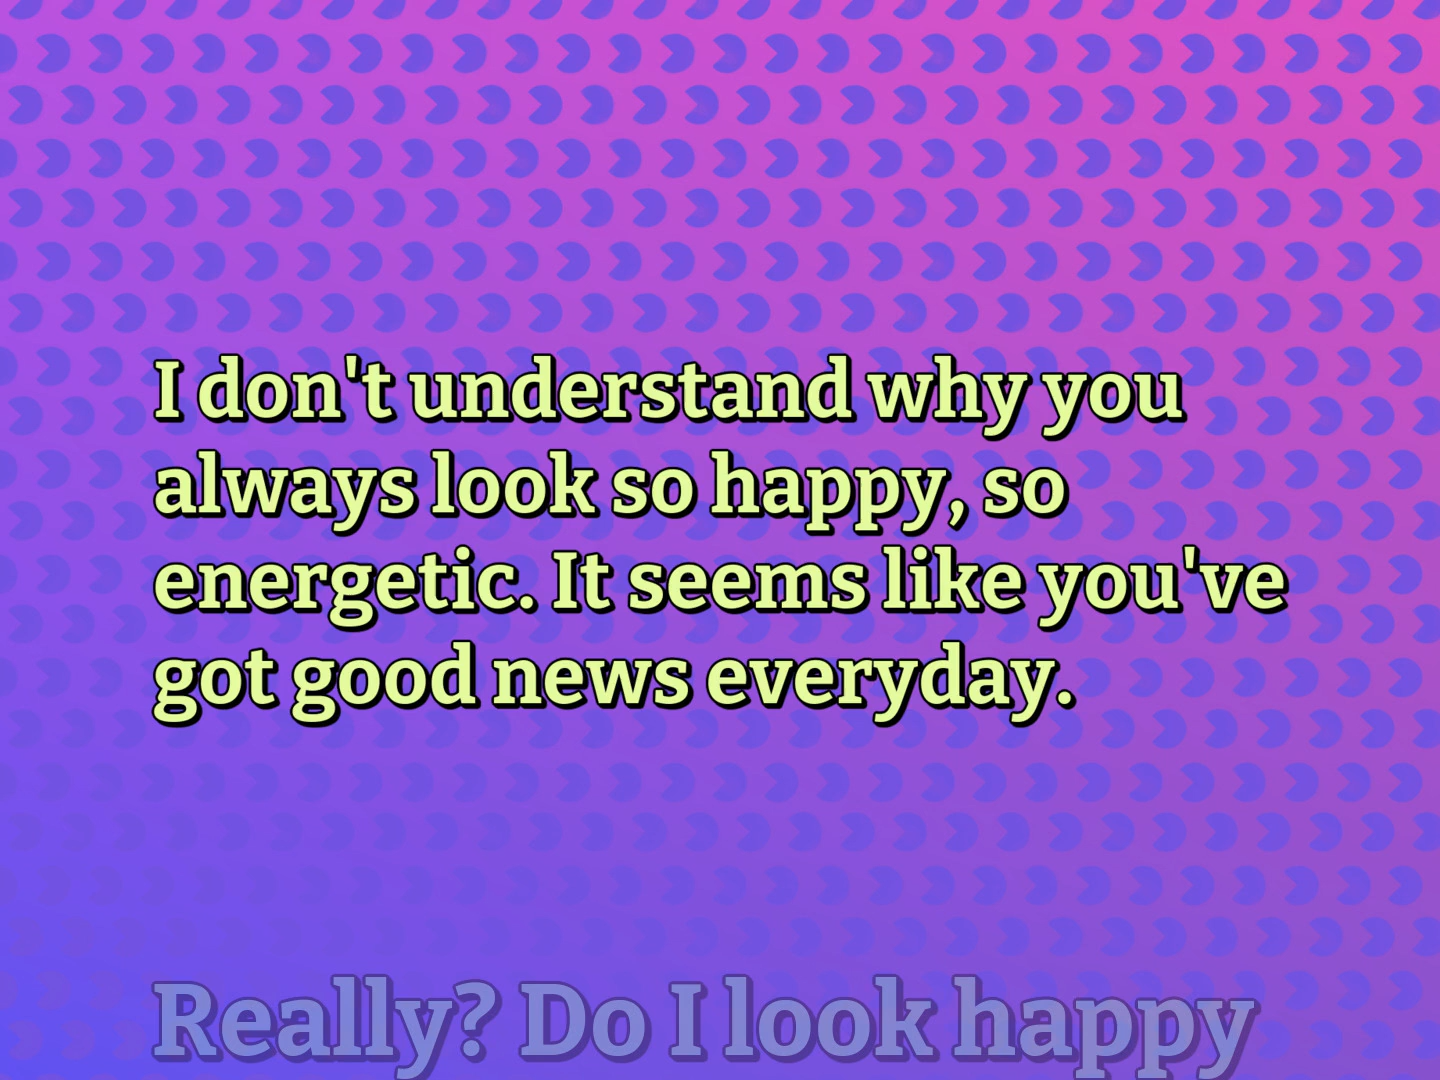 I don't understand why you
always look so happy, so
energetic. It seems like you've
got good news everyday.
Really? Do I look happy